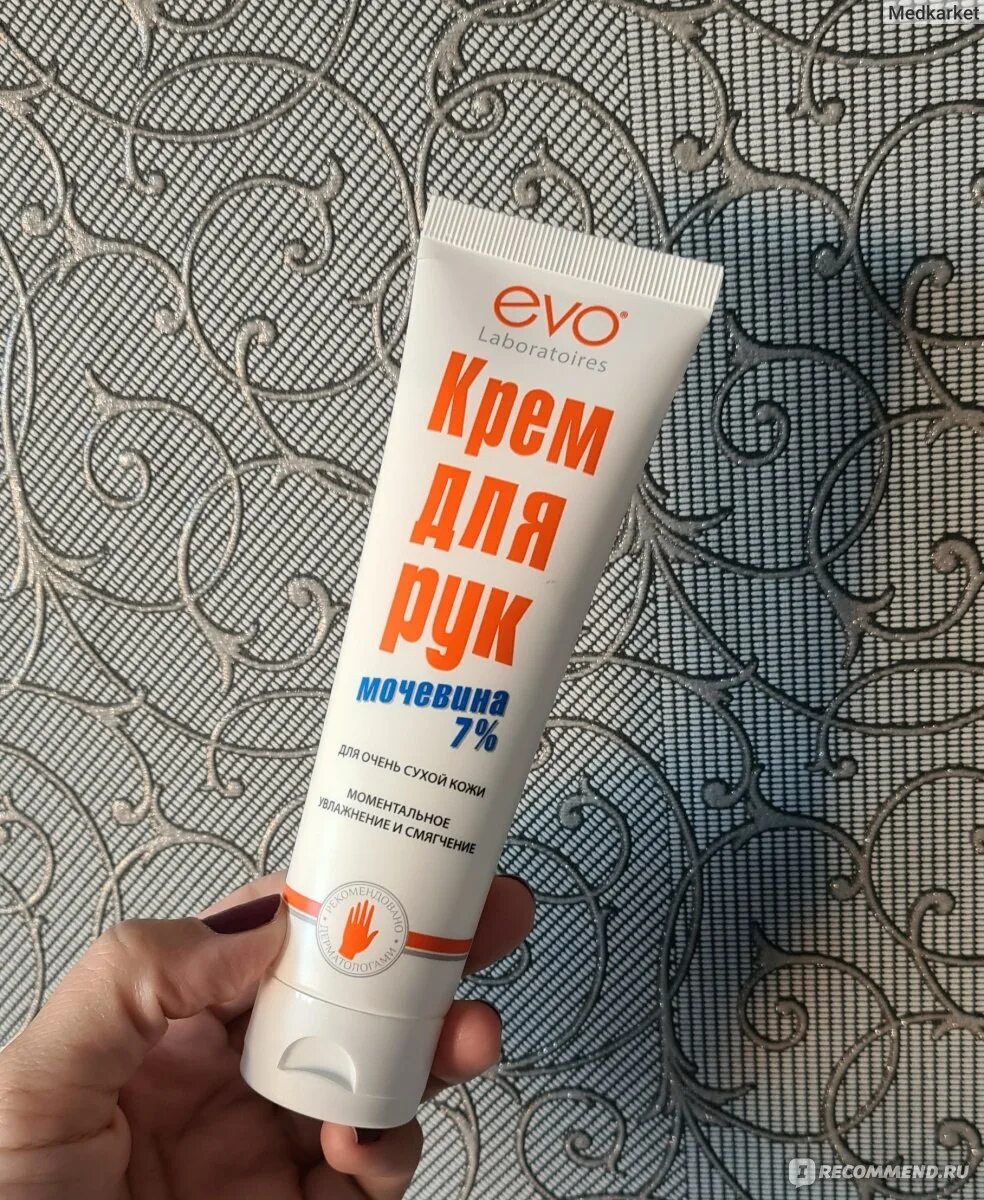 Medkarket
evo®
Laboratoires
Крем
для
рук
мочевина
7%
ДЛЯ ОЧЕНЬ СУХОЙ КОЖИ
МОМЕНТАЛЬНОЕ
УВЛАЖНЕНИЕ И СМЯГЧЕНИЕ
РЕКОМЕНДОВАНО
ДЕРМАТОЛОГАМИ
RECOMMEND.RU